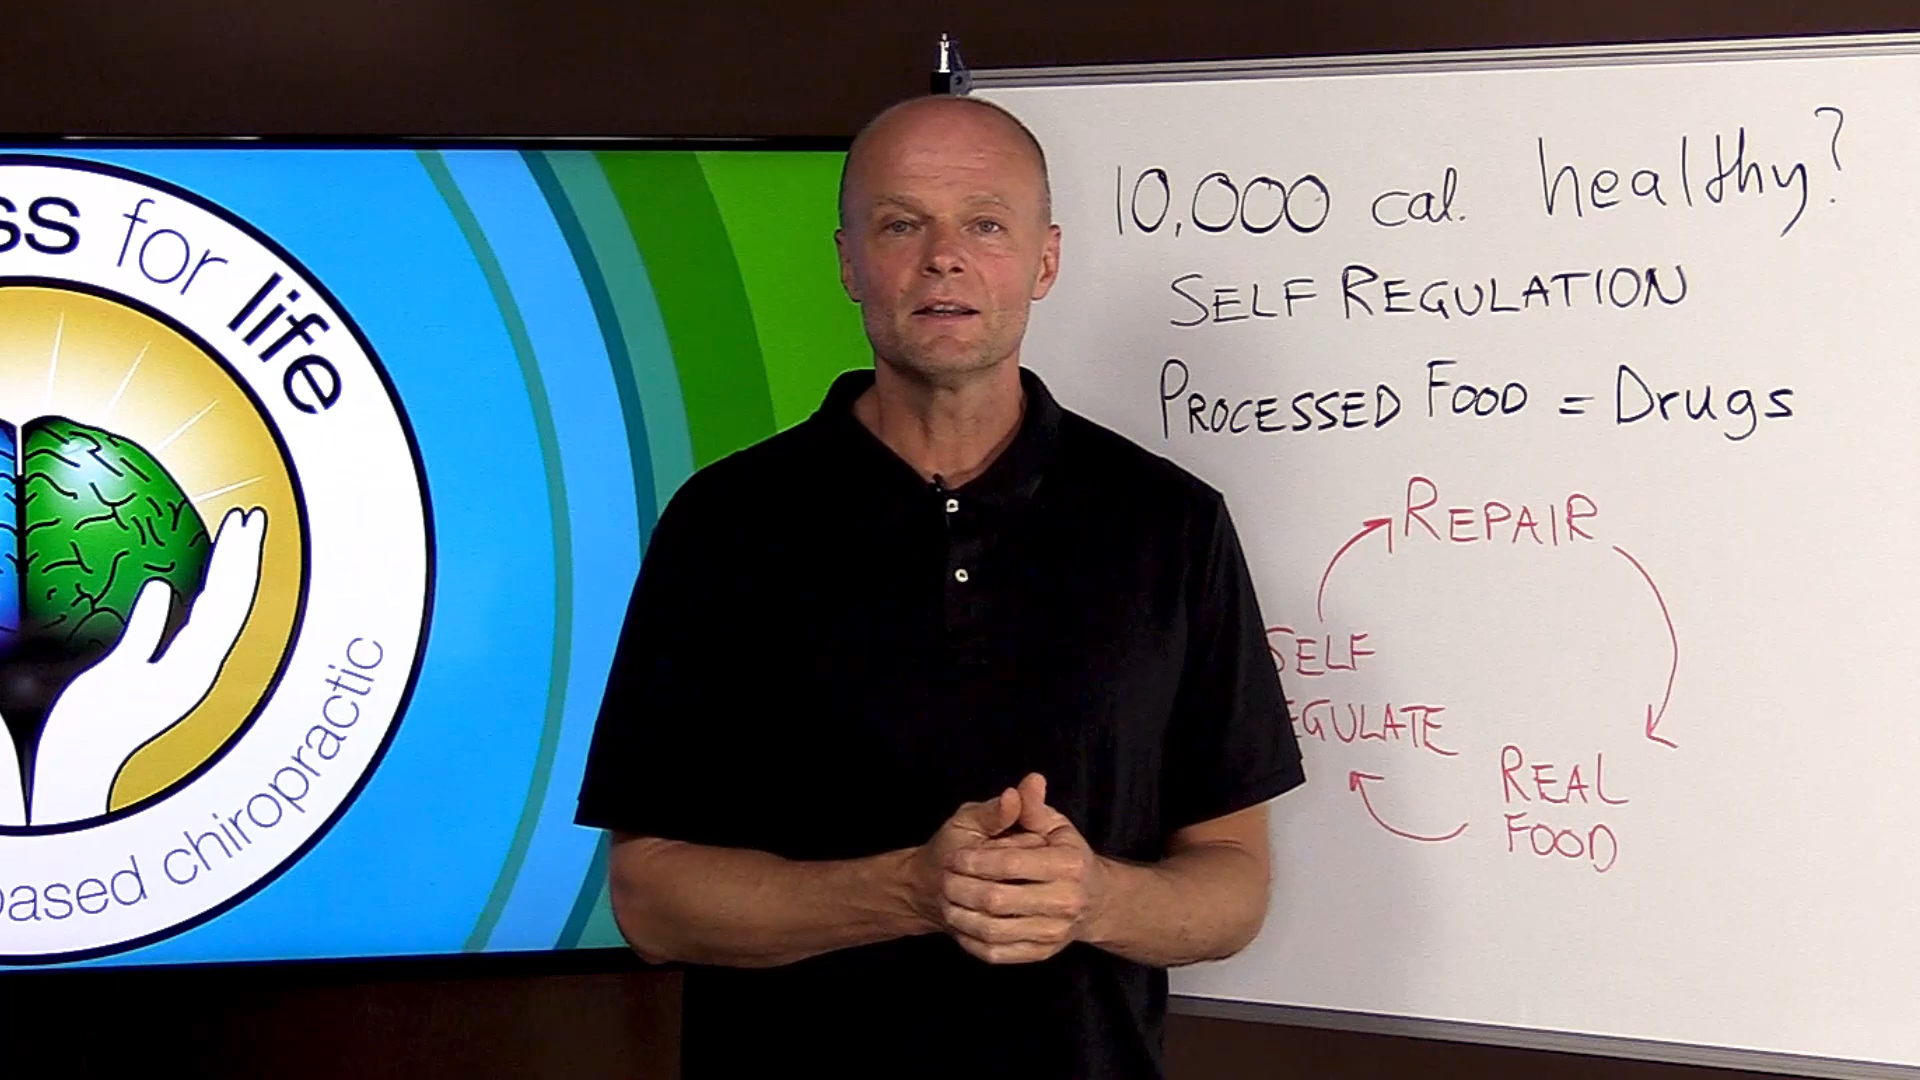 ss for life
based chiropractic
10,000 cal. healthy?
SELF REGULATION
PROCESSED FOOD = Drugs
REPAIR
SELF
EGULATE
REAL
FOOD